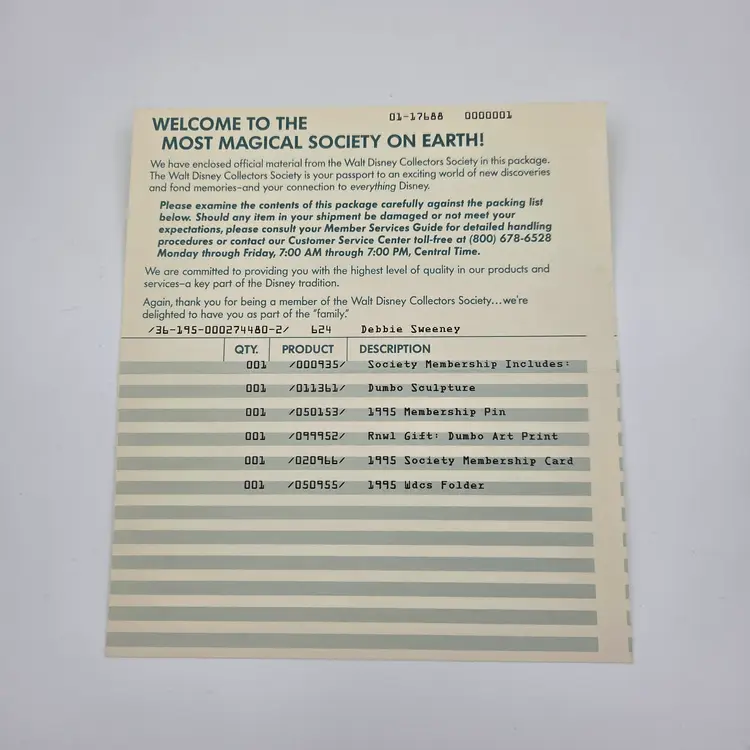 01-17688 0000001
WELCOME TO THE
MOST MAGICAL SOCIETY ON EARTH!
We have enclosed official material from the Walt Disney Collectors Society in this package.
The Walt Disney Collectors Society is your passport to an exciting world of new discoveries
and fond memories–and your connection to everything Disney.
Please examine the contents of this package carefully against the packing list
below. Should any item in your shipment be damaged or not meet your
expectations, please consult your Member Services Guide for detailed handling
procedures or contact our Customer Service Center toll-free at (800) 678-6528
Monday through Friday, 7:00 AM through 7:00 PM, Central Time.
We are committed to providing you with the highest level of quality in our products and
services–a key part of the Disney tradition.
Again, thank you for being a member of the Walt Disney Collectors Society...we're
delighted to have you as part of the "family."
/36-195-000274480-2/ 624 Debbie Sweeney
QTY. PRODUCT DESCRIPTION
001 /000935/ Society Membership Includes:
001 /011361/ Dumbo Sculpture
001 /050153/ 1995 Membership Pin
001 /099952/ Rnwl Gift: Dumbo Art Print
001 /020966/ 1995 Society Membership Card
001 /050955/ 1995 Wdcs Folder